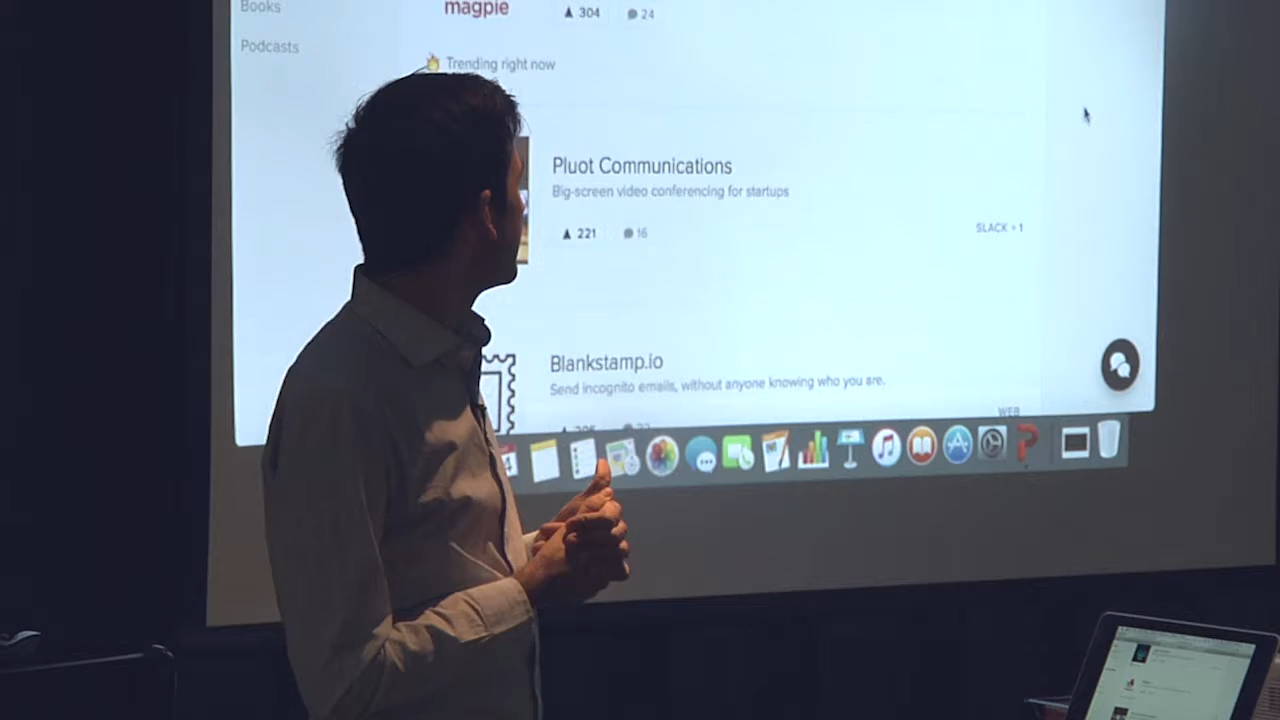 Books
magpie
304
24
Podcasts
Trending right now
Pluot Communications
Big-screen video conferencing for startups
221
16
SLACK + 1
Blankstamp.io
Send incognito emails, without anyone knowing who you are.
WEB